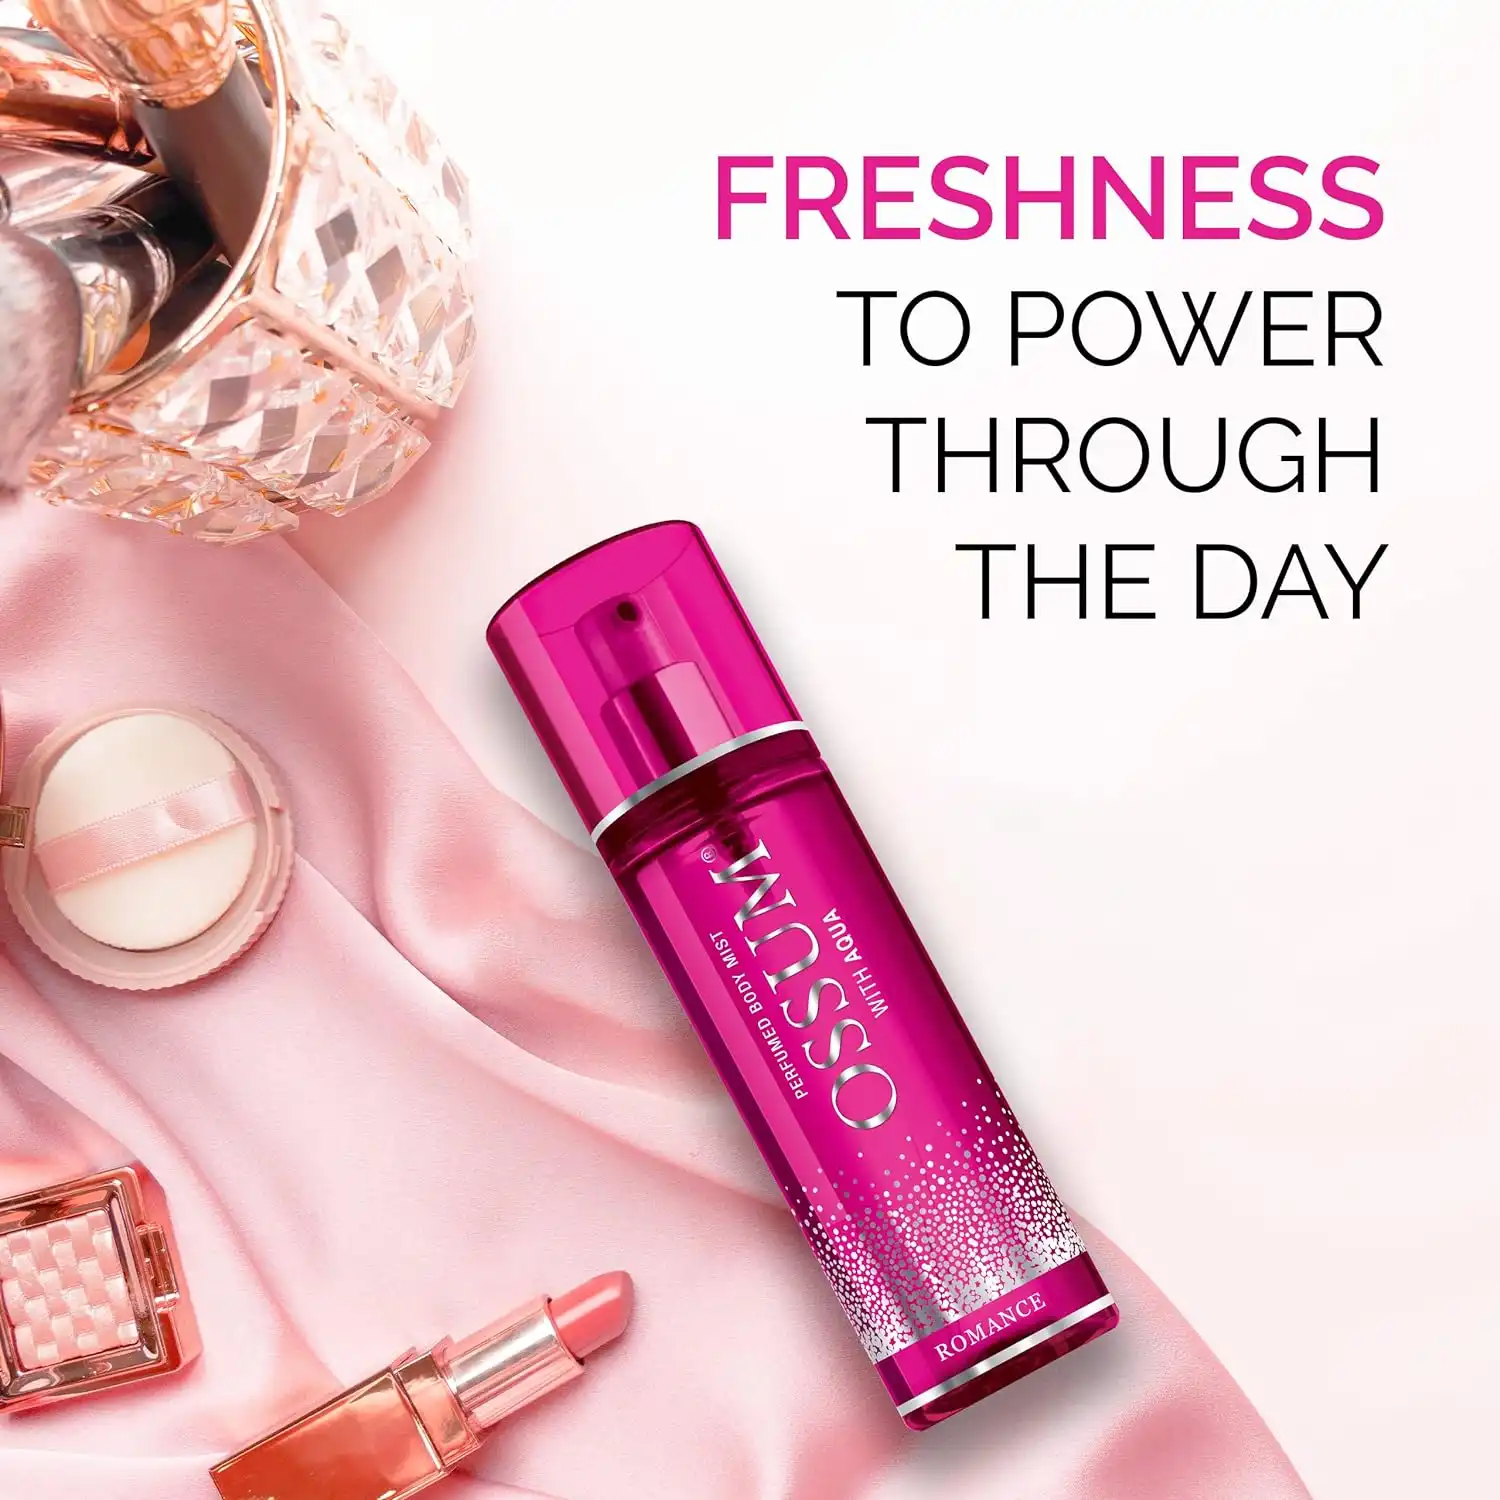 FRESHNESS
TO POWER
THROUGH
THE DAY
PERFUMED BODY MIST
OSSUM®
WITH AQUA
ROMANCE